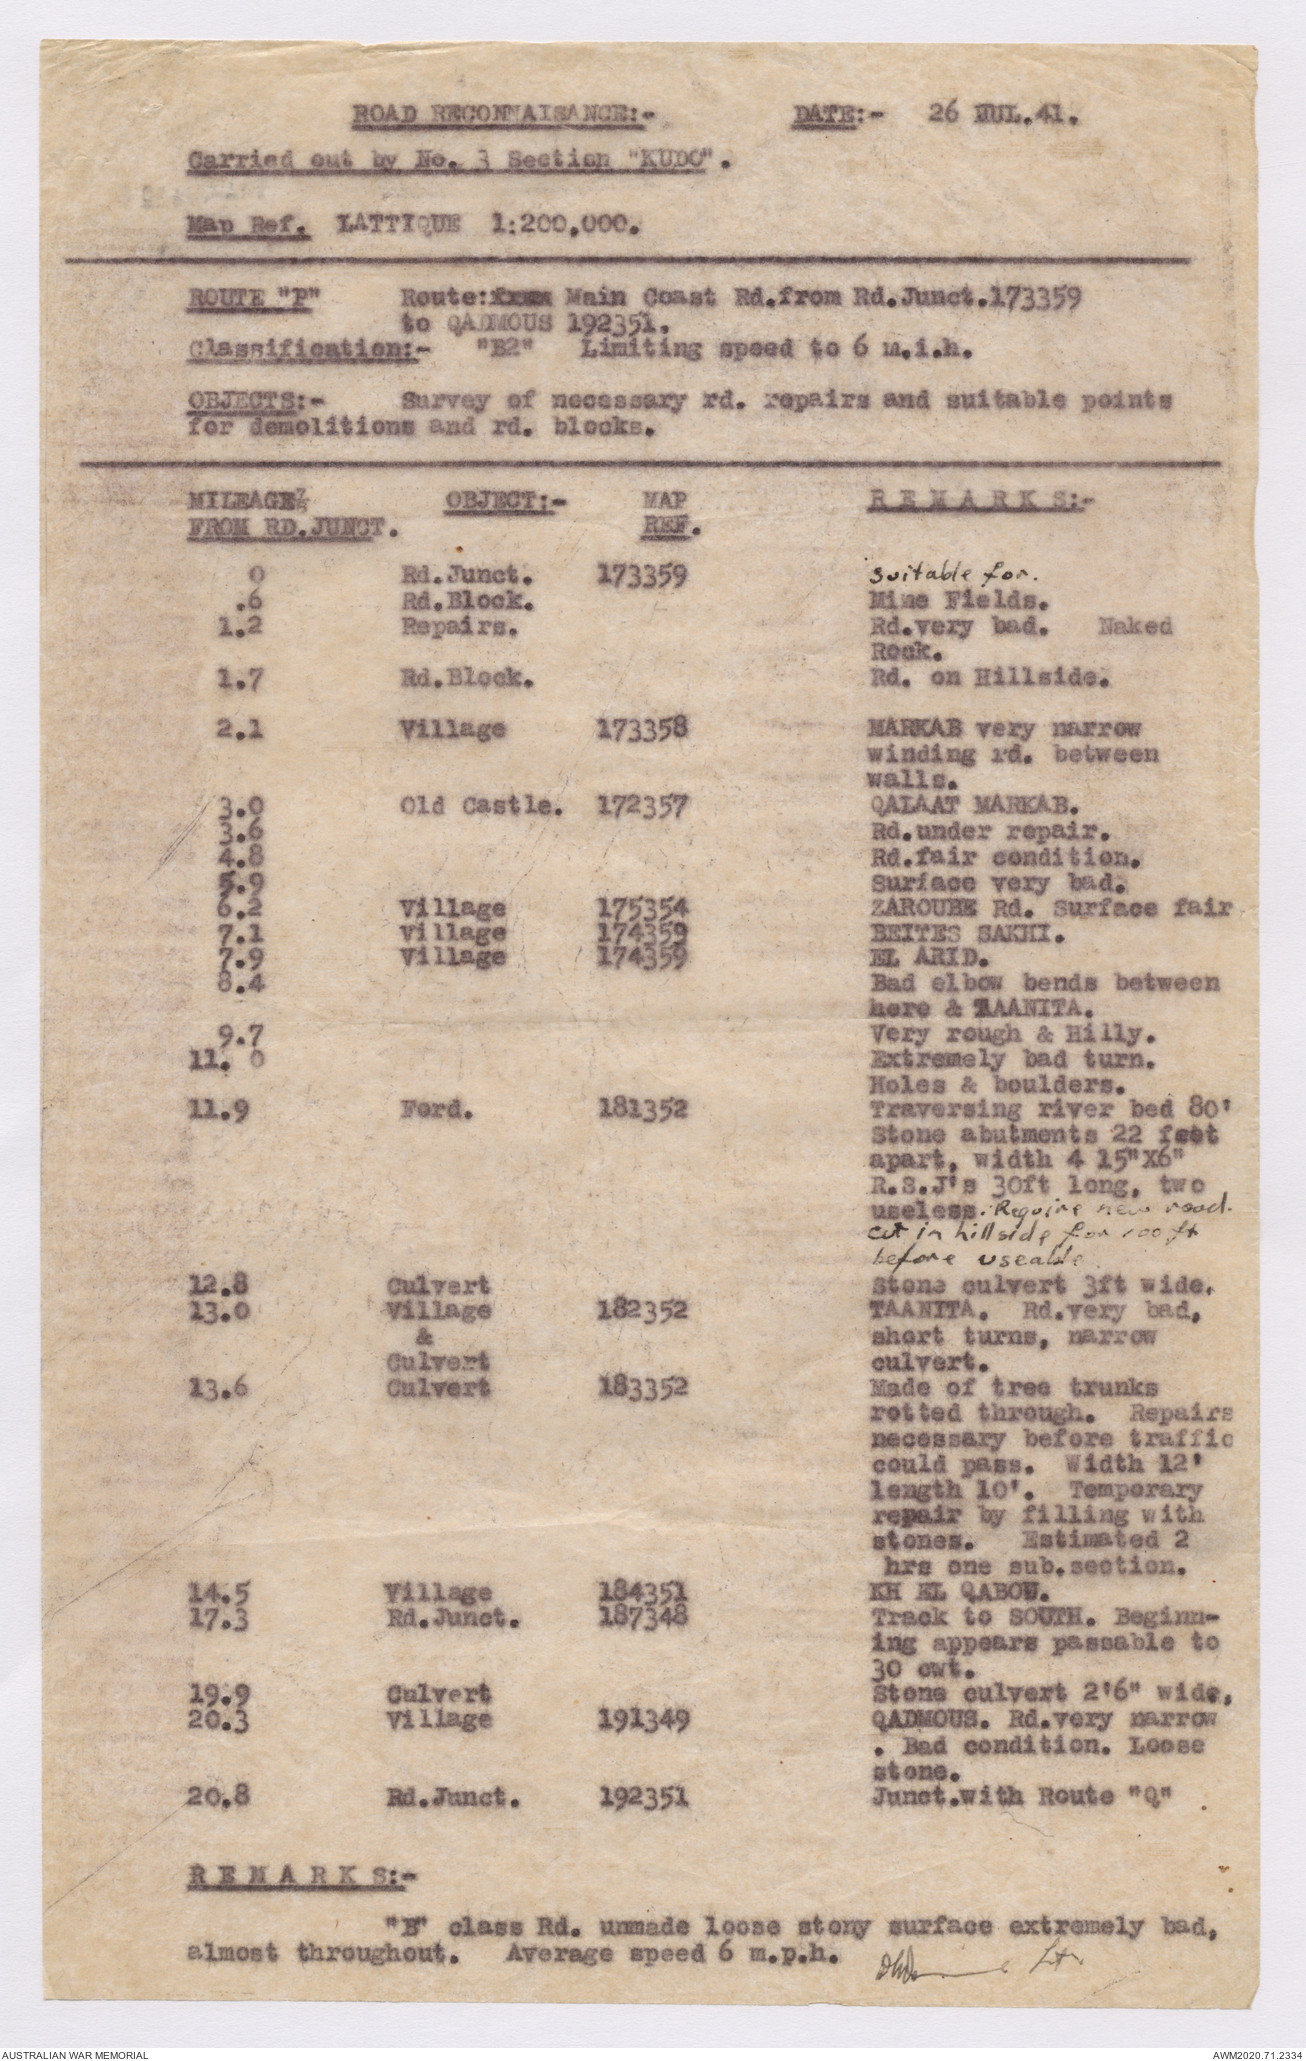 ROAD RECONNAISANCE:- DATE:- 26 JUL.41.
Carried out by No. 3 Section "KUDO".
Map Ref. LATTIQUE 1:200,000.
ROUTE "P" Route: Main Coast Rd.from Rd.Junct.173359
to QADMOUS 192351.
Classification:- "B2" Limiting speed to 6 m.i.h.
OBJECTS:- Survey of necessary rd. repairs and suitable points
for demolitions and rd. blocks.
MILEAGE OBJECT:- MAP R E M A R K S:-
FROM RD.JUNCT. REF.
0 Rd.Junct. 173359 suitable for.
.6 Rd.Block. Mine Fields.
1.2 Repairs. Rd.very bad. Naked
Rock.
1.7 Rd.Block. Rd. on Hillside.
2.1 Village 173358 MARKAB very narrow
winding rd. between
walls.
3.0 Old Castle. 172357 QALAAT MARKAB.
3.6 Rd.under repair.
4.8 Rd.fair condition.
5.9 Surface very bad.
6.2 Village 175354 ZAROUBE Rd. Surface fair
7.1 Village 174359 BEITES SAKHI.
7.9 Village 174359 EL ARID.
8.4 Bad elbow bends between
here & TAANITA.
9.7 Very rough & Hilly.
11. 0 Extremely bad turn.
Holes & boulders.
11.9 Ford. 181352 Traversing river bed 80'
Stone abutments 22 feet
apart, width 4 15"X6"
R.S.J's 30ft long, two
useless. Require new road
cut in hillside for 100 ft
before useable.
12.8 Culvert Stone culvert 3ft wide.
13.0 Village 182352 TAANITA. Rd.very bad,
& short turns, narrow
Culvert culvert.
13.6 Culvert 183352 Made of tree trunks
rotted through. Repairs
necessary before traffic
could pass. Width 12'
length 10'. Temporary
repair by filling with
stones. Estimated 2
hrs one sub.section.
14.5 Village 184351 KH EL QABOU.
17.3 Rd.Junct. 187348 Track to SOUTH. Beginn-
ing appears passable to
30 cwt.
19.9 Culvert Stone culvert 2'6" wide.
20.3 Village 191349 QADMOUS. Rd.very narrow
. Bad condition. Loose
stone.
20.8 Rd.Junct. 192351 Junct.with Route "Q"
R E M A R K S:-
"B" class Rd. unmade loose stony surface extremely bad,
almost throughout. Average speed 6 m.p.h. Lt
AUSTRALIAN WAR MEMORIAL AWM2020.71.2334